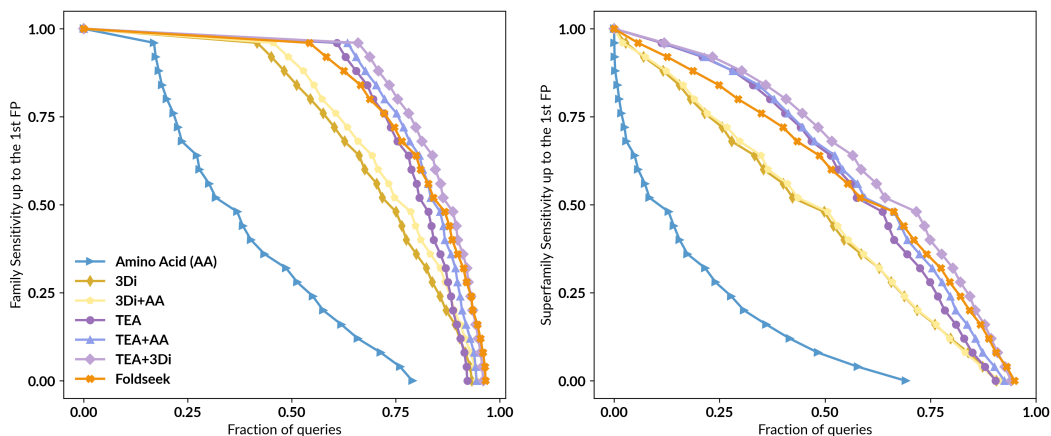 Family Sensitivity up to the 1st FP
1.00
0.75
0.50
0.25
0.00
Amino Acid (AA)
3Di
3Di+AA
TEA
TEA+AA
TEA+3Di
Foldseek
0.00 0.25 0.50 0.75 1.00
Fraction of queries
Superfamily Sensitivity up to the 1st FP
1.00
0.75
0.50
0.25
0.00
0.00 0.25 0.50 0.75 1.00
Fraction of queries